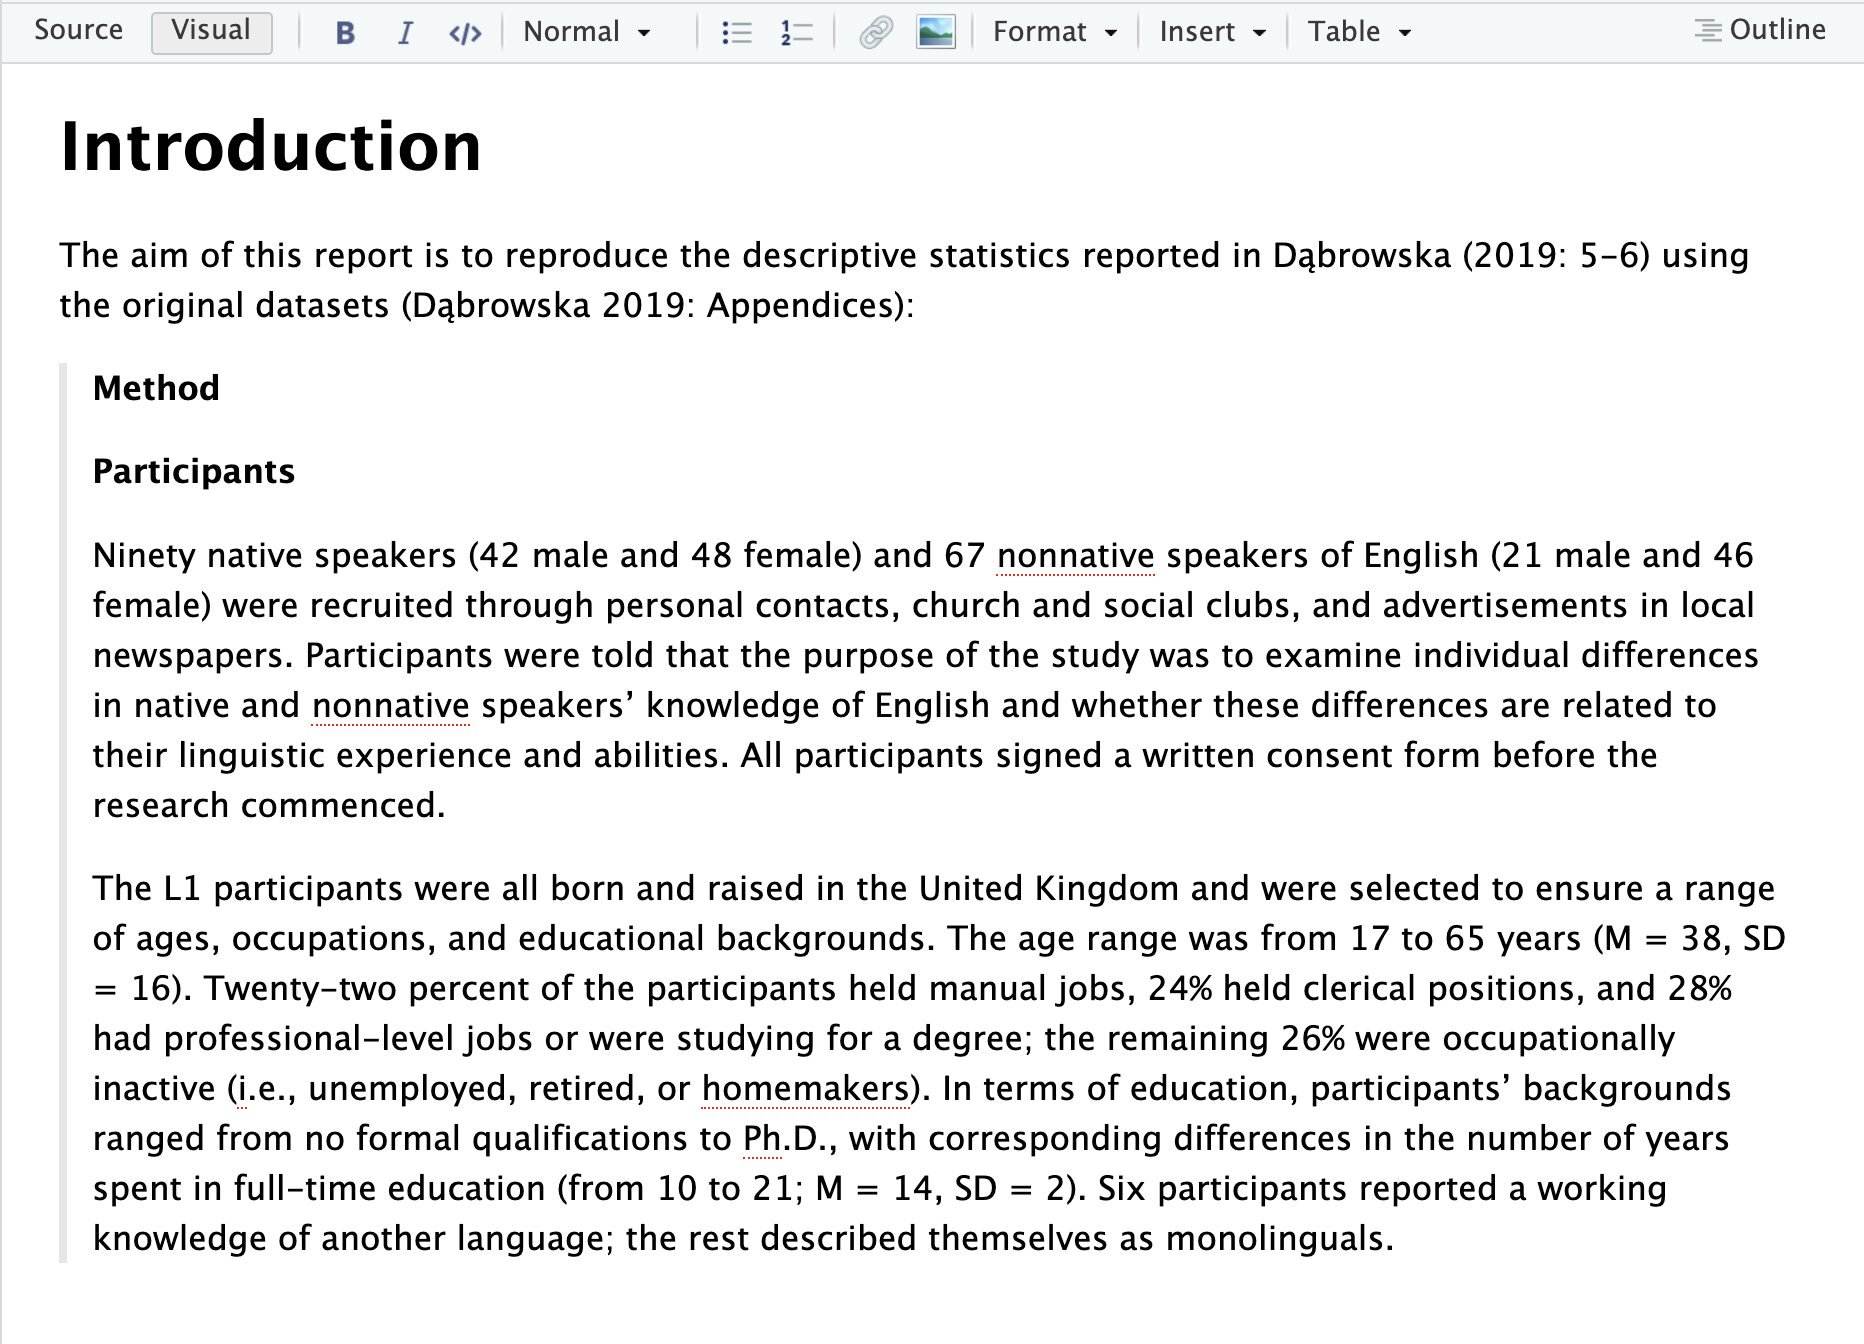 Source Visual B I </> Normal Format Insert Table Outline
Introduction
The aim of this report is to reproduce the descriptive statistics reported in Dąbrowska (2019: 5–6) using
the original datasets (Dąbrowska 2019: Appendices):
Method
Participants
Ninety native speakers (42 male and 48 female) and 67 nonnative speakers of English (21 male and 46
female) were recruited through personal contacts, church and social clubs, and advertisements in local
newspapers. Participants were told that the purpose of the study was to examine individual differences
in native and nonnative speakers’ knowledge of English and whether these differences are related to
their linguistic experience and abilities. All participants signed a written consent form before the
research commenced.
The L1 participants were all born and raised in the United Kingdom and were selected to ensure a range
of ages, occupations, and educational backgrounds. The age range was from 17 to 65 years (M = 38, SD
= 16). Twenty-two percent of the participants held manual jobs, 24% held clerical positions, and 28%
had professional-level jobs or were studying for a degree; the remaining 26% were occupationally
inactive (i.e., unemployed, retired, or homemakers). In terms of education, participants’ backgrounds
ranged from no formal qualifications to Ph.D., with corresponding differences in the number of years
spent in full-time education (from 10 to 21; M = 14, SD = 2). Six participants reported a working
knowledge of another language; the rest described themselves as monolinguals.